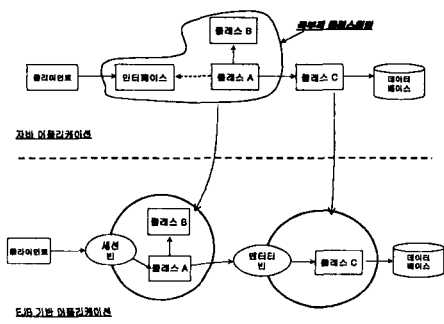 클래스 B
클라이언트
인터페이스
클래스 A
클래스 C
데이터
베이스
자바 어플리케이션
클래스 B
클라이언트
세션
빈
클래스 A
엔터티
빈
클래스 C
데이터
베이스
EJB 기반 어플리케이션